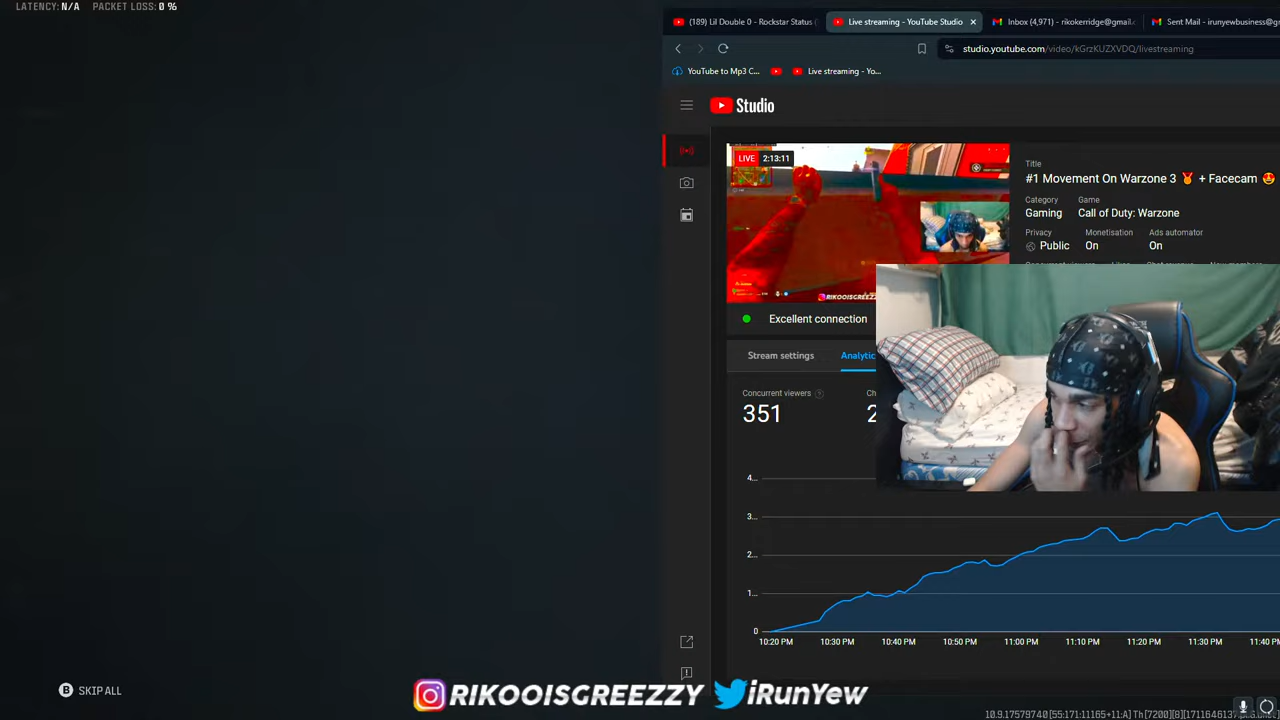 LATENCY: N/A PACKET LOSS: 0 %
(189) Lil Double 0 - Rockstar Status
Live streaming - YouTube Studio
Inbox (4,971) - rikokerridge@gmail.
Sent Mail - irunyewbusiness@g
studio.youtube.com/video/kGrzKUZXVDQ/livestreaming
YouTube to Mp3 C...
Live streaming - Yo...
Studio
LIVE 2:13:11
Title
#1 Movement On Warzone 3 🏅 + Facecam 😍
Category Game
Gaming Call of Duty: Warzone
Privacy Monetisation Ads automator
Public On On
RIKOOISGREEZZ
Excellent connection
Stream settings Analytic
Concurrent viewers
351 2
4...
3...
2...
1...
0
10:20 PM 10:30 PM 10:40 PM 10:50 PM 11:00 PM 11:10 PM 11:20 PM 11:30 PM 11:40 P
B SKIP ALL
RIKOOISGREEZZY iRunYew